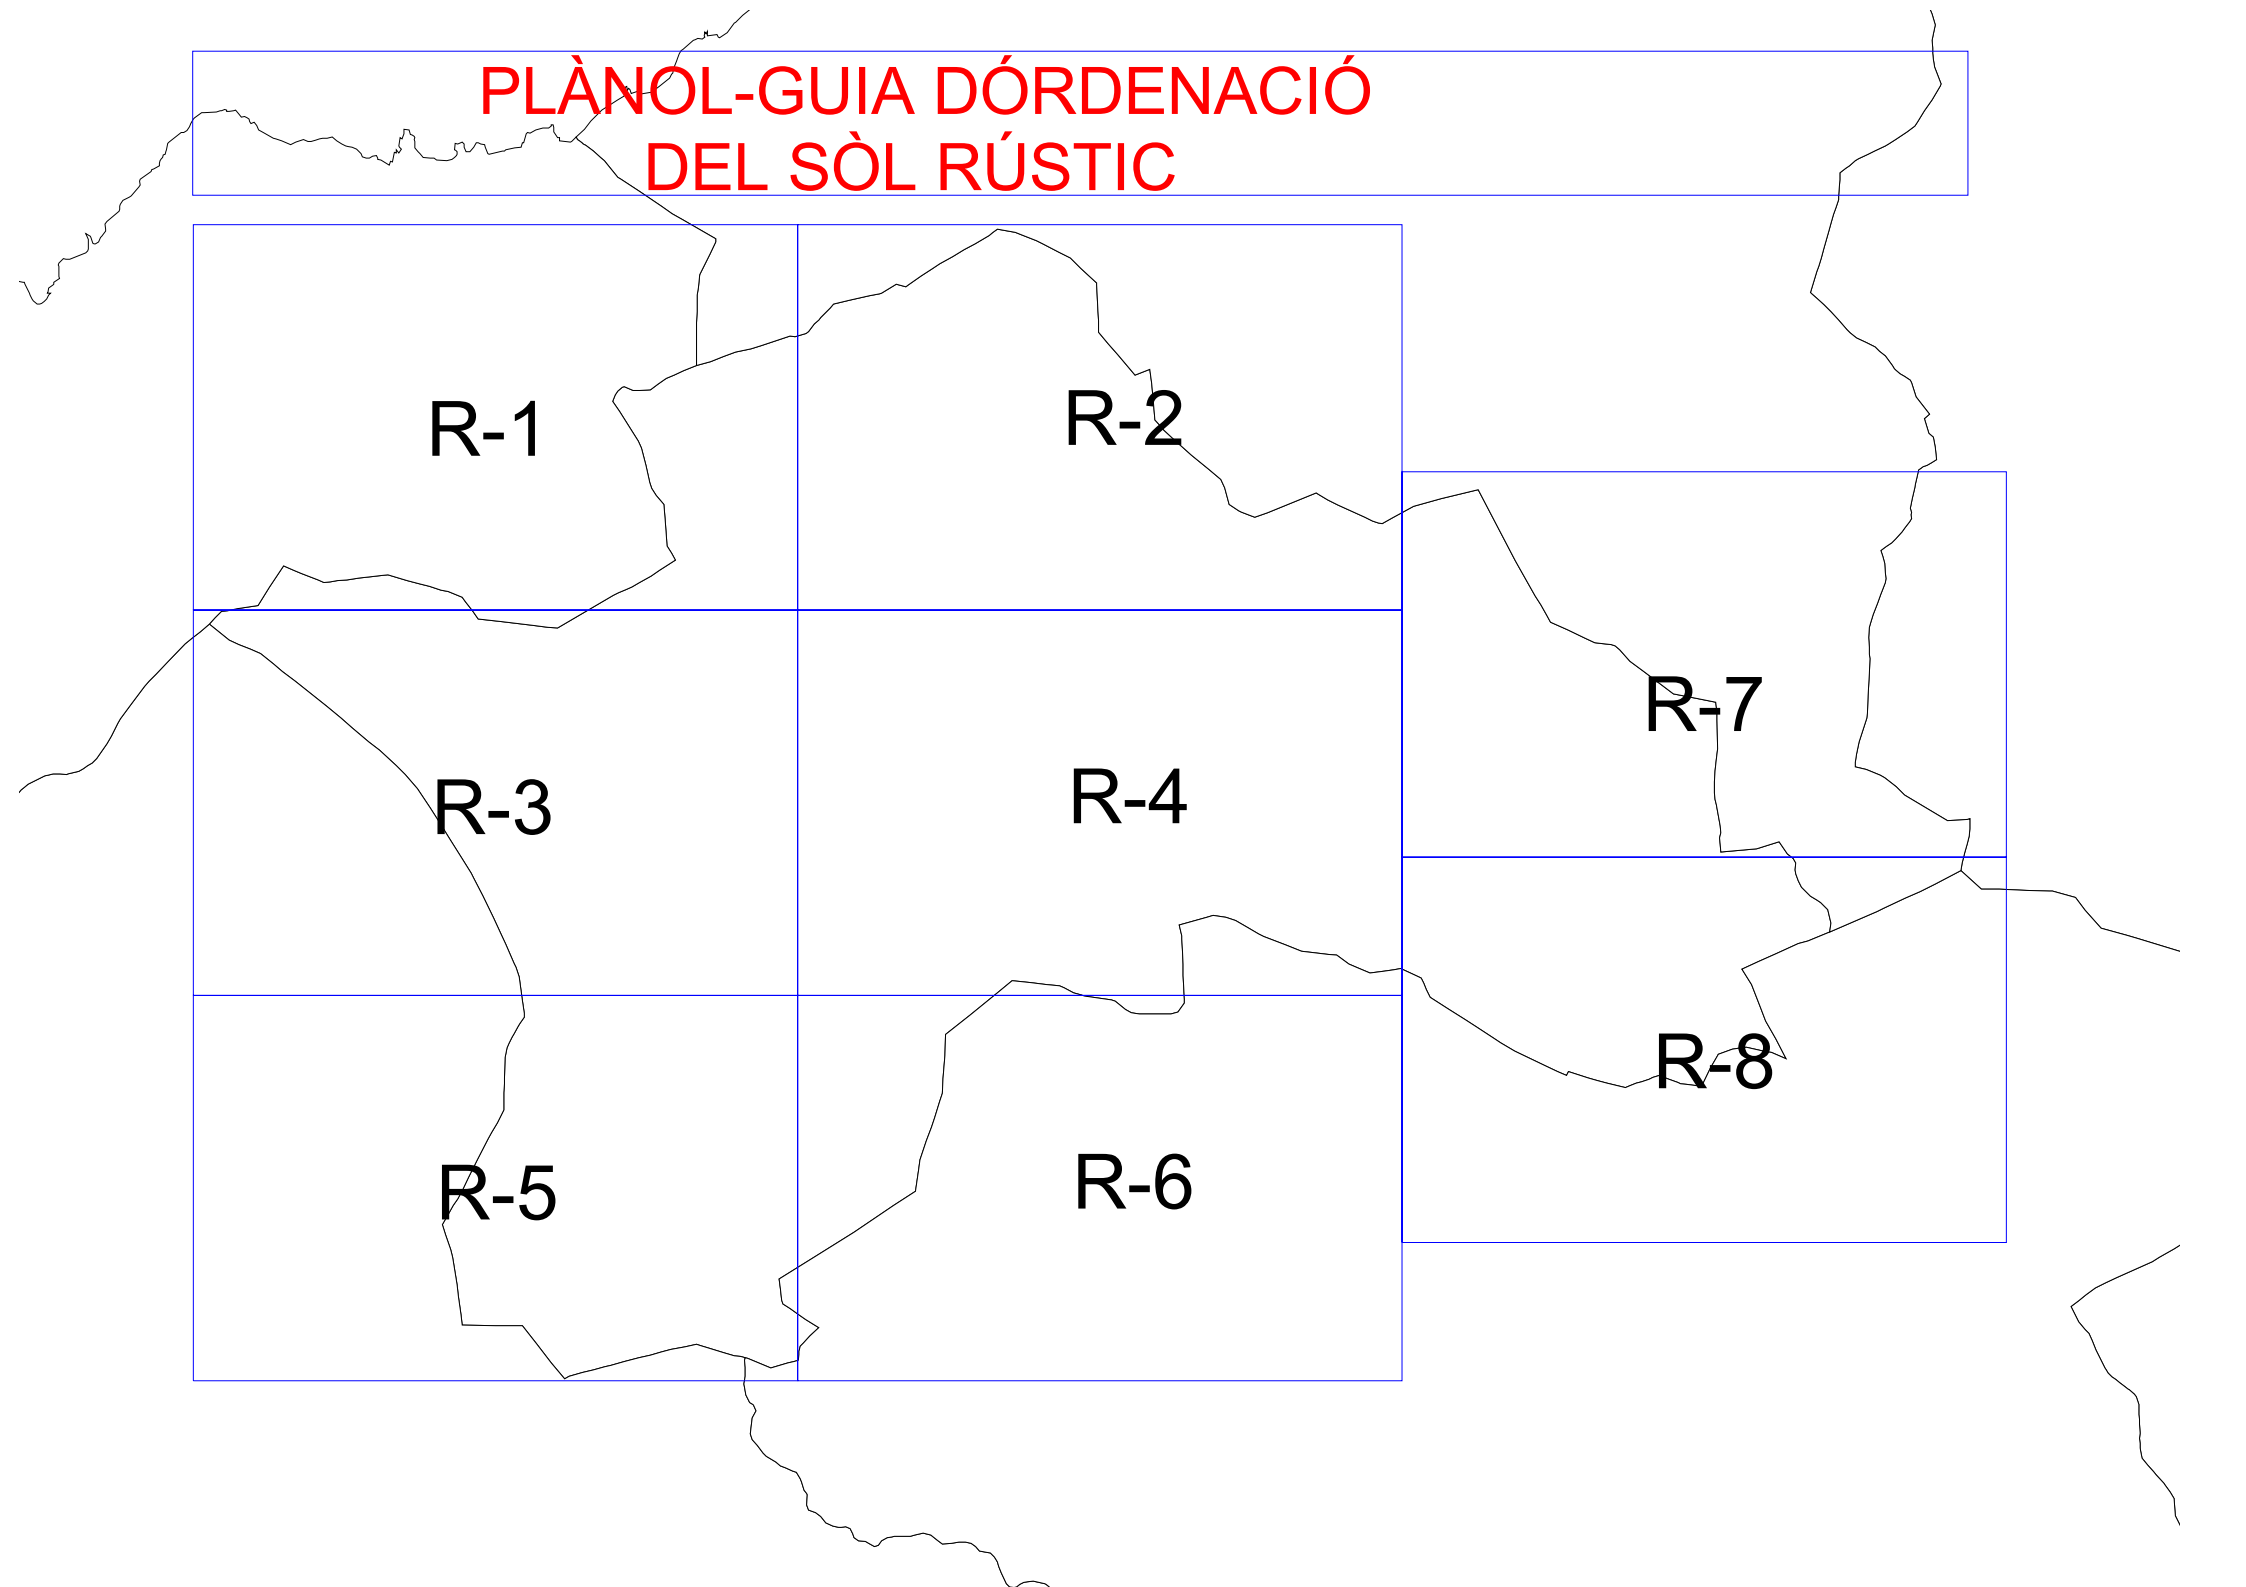 PLÀNOL-GUIA DÓRDENACIÓ
DEL SÒL RÚSTIC
R-1
R-2
R-3
R-4
R-7
R-5
R-6
R-8